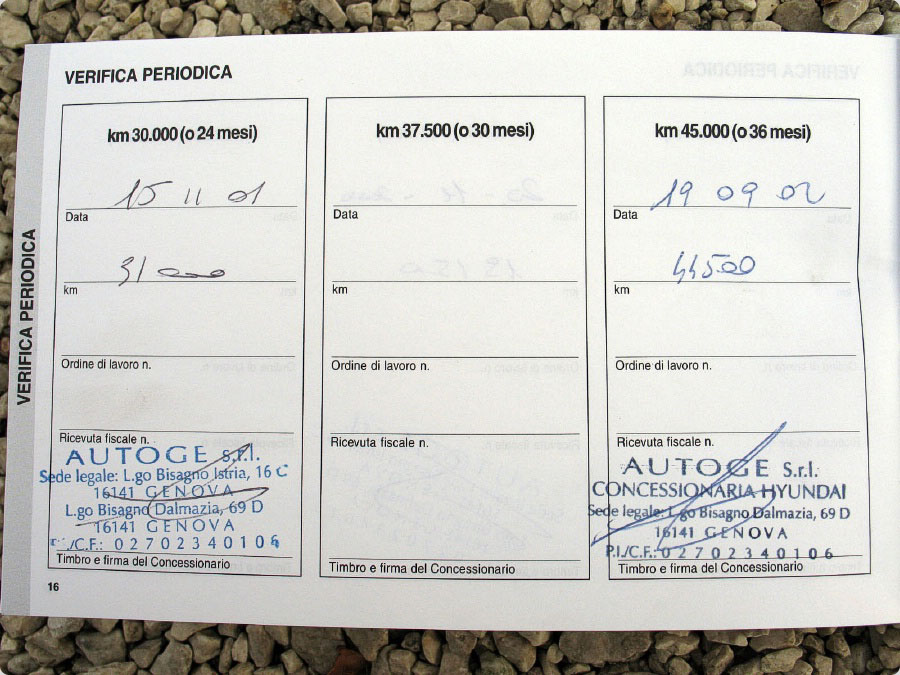 VERIFICA PERIODICA
VERIFICA PERIODICA
km 30.000 (o 24 mesi)
15 11 01
Data
31000
km
Ordine di lavoro n.
Ricevuta fiscale n.
AUTOGE S.r.l.
Sede legale: L.go Bisagno Istria, 16 C
16141 GENOVA
L.go Bisagno Dalmazia, 69 D
16141 GENOVA
./C.F.: 02702340106
Timbro e firma del Concessionario
km 37.500 (o 30 mesi)
Data
km
Ordine di lavoro n.
Ricevuta fiscale n.
Timbro e firma del Concessionario
km 45.000 (o 36 mesi)
19 09 02
Data
44500
km
Ordine di lavoro n.
Ricevuta fiscale n.
AUTOGE S.r.l.
CONCESSIONARIA HYUNDAI
Sede legale: L.go Bisagno Dalmazia, 69 D
16141 GENOVA
P.I./C.F.: 02702340106
Timbro e firma del Concessionario
16